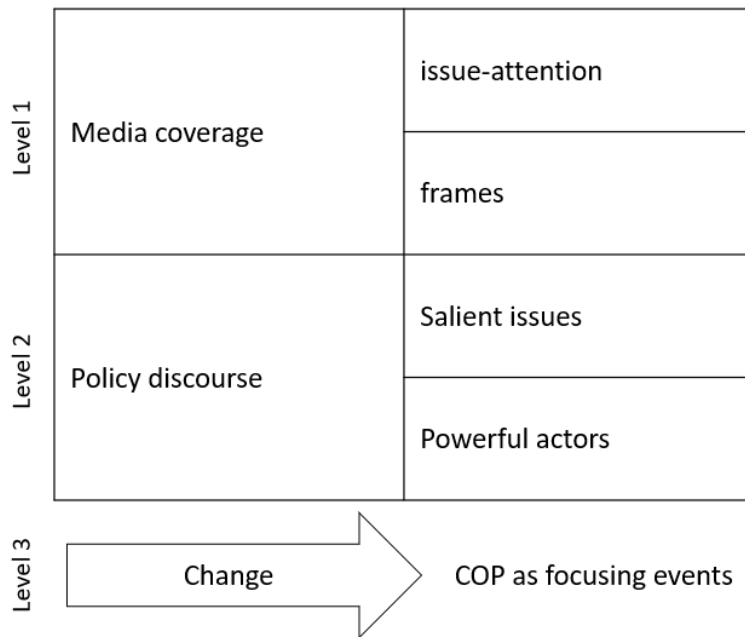 Level 1
Media coverage
issue-attention
frames
Level 2
Policy discourse
Salient issues
Powerful actors
Level 3
Change
COP as focusing events